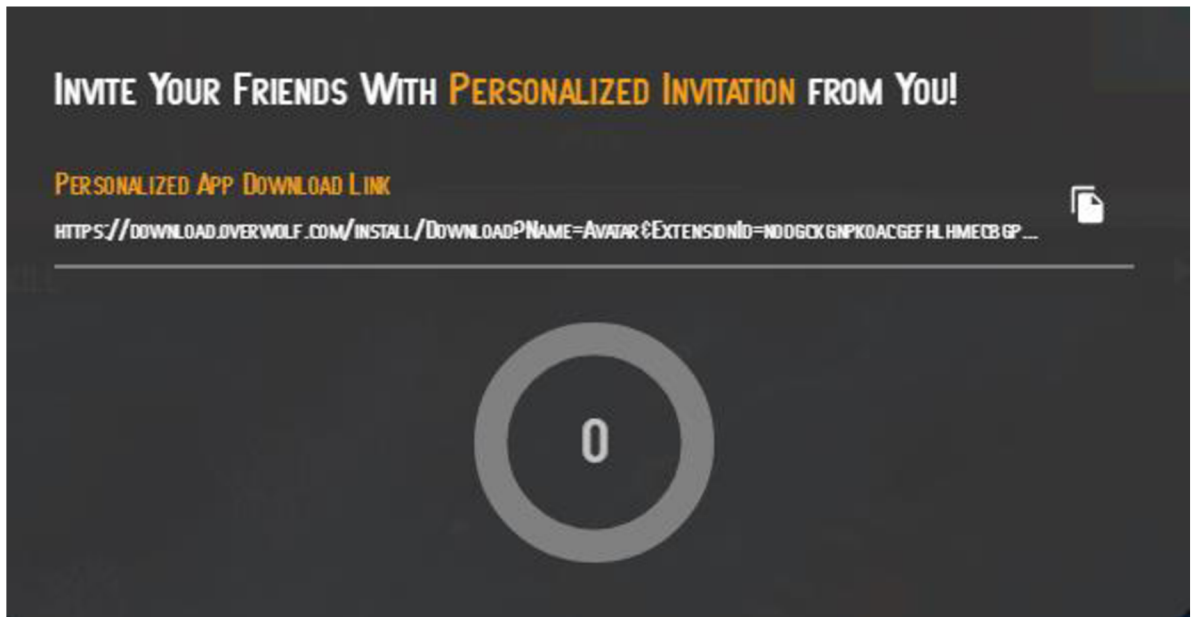 Invite Your Friends With Personalized Invitation from You!
Personalized App Download Link
https://download.overwolf.com/install/Download?Name=Avatar&ExtensionId=nodgckgnpkoacgefhlhmecbgp...
0